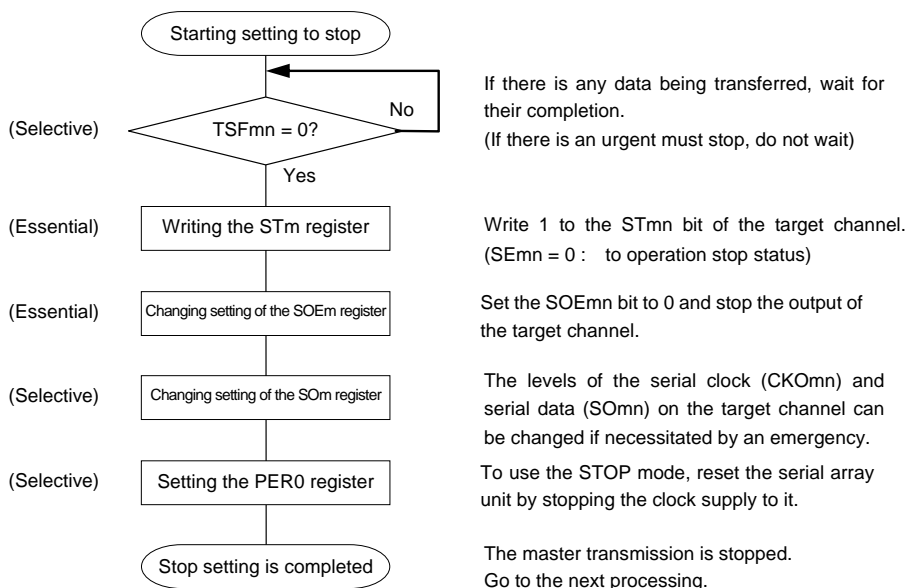 Starting setting to stop
If there is any data being transferred, wait for
their completion.
(If there is an urgent must stop, do not wait)
(Selective)
TSFmn = 0?
No
Yes
(Essential)
Writing the STm register
Write 1 to the STmn bit of the target channel.
(SEmn = 0 : to operation stop status)
(Essential)
Changing setting of the SOEm register
Set the SOEmn bit to 0 and stop the output of
the target channel.
(Selective)
Changing setting of the SOm register
The levels of the serial clock (CKOmn) and
serial data (SOmn) on the target channel can
be changed if necessitated by an emergency.
(Selective)
Setting the PER0 register
To use the STOP mode, reset the serial array
unit by stopping the clock supply to it.
Stop setting is completed
The master transmission is stopped.
Go to the next processing.